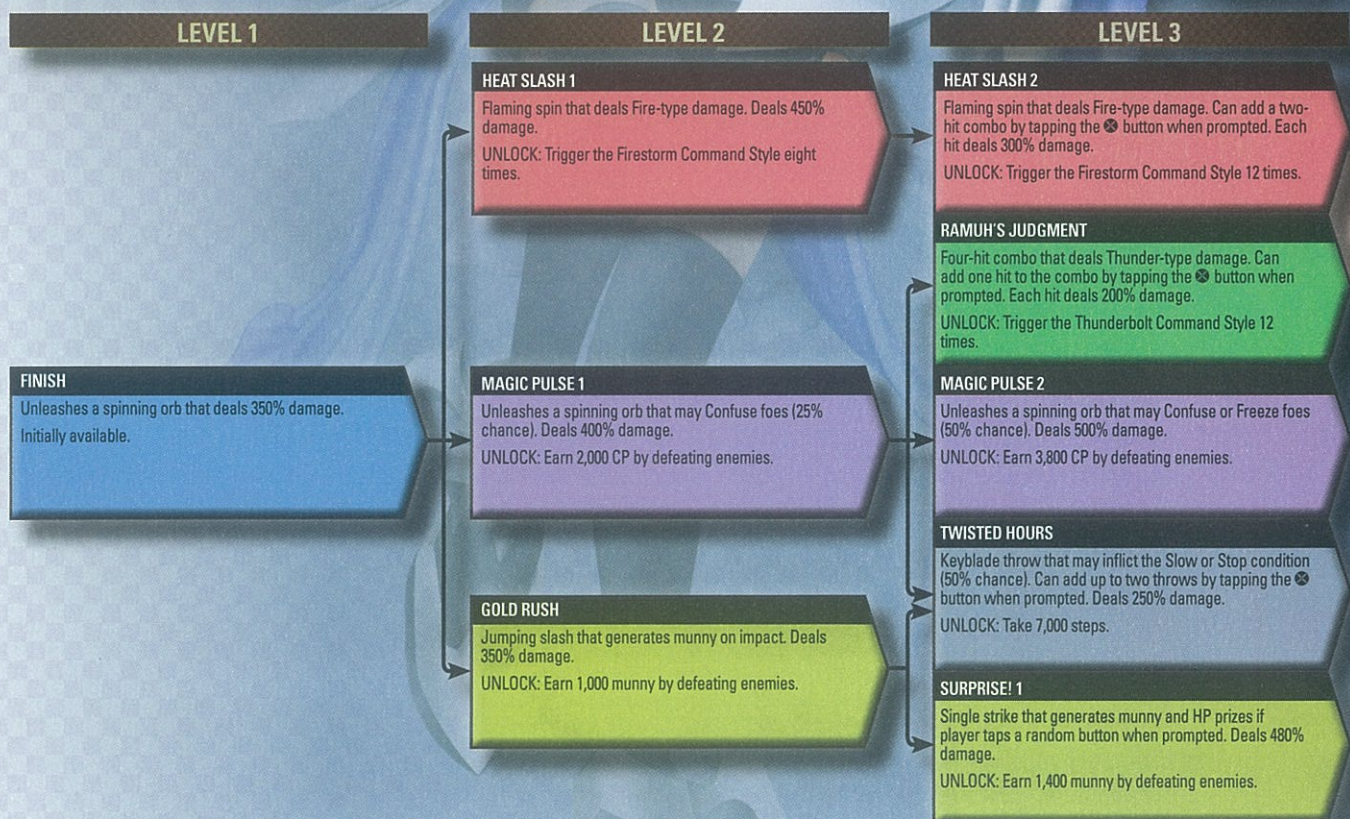 LEVEL 1
LEVEL 2
LEVEL 3
FINISH
Unleashes a spinning orb that deals 350% damage.
Initially available.
HEAT SLASH 1
Flaming spin that deals Fire-type damage. Deals 450%
damage.
UNLOCK: Trigger the Firestorm Command Style eight
times.
MAGIC PULSE 1
Unleashes a spinning orb that may Confuse foes (25%
chance). Deals 400% damage.
UNLOCK: Earn 2,000 CP by defeating enemies.
GOLD RUSH
Jumping slash that generates munny on impact. Deals
350% damage.
UNLOCK: Earn 1,000 munny by defeating enemies.
HEAT SLASH 2
Flaming spin that deals Fire-type damage. Can add a two-
hit combo by tapping the ⊗ button when prompted. Each
hit deals 300% damage.
UNLOCK: Trigger the Firestorm Command Style 12 times.
RAMUH'S JUDGMENT
Four-hit combo that deals Thunder-type damage. Can
add one hit to the combo by tapping the ⊗ button when
prompted. Each hit deals 200% damage.
UNLOCK: Trigger the Thunderbolt Command Style 12
times.
MAGIC PULSE 2
Unleashes a spinning orb that may Confuse or Freeze foes
(50% chance). Deals 500% damage.
UNLOCK: Earn 3,800 CP by defeating enemies.
TWISTED HOURS
Keyblade throw that may inflict the Slow or Stop condition
(50% chance). Can add up to two throws by tapping the ⊗
button when prompted. Deals 250% damage.
UNLOCK: Take 7,000 steps.
SURPRISE! 1
Single strike that generates munny and HP prizes if
player taps a random button when prompted. Deals 480%
damage.
UNLOCK: Earn 1,400 munny by defeating enemies.